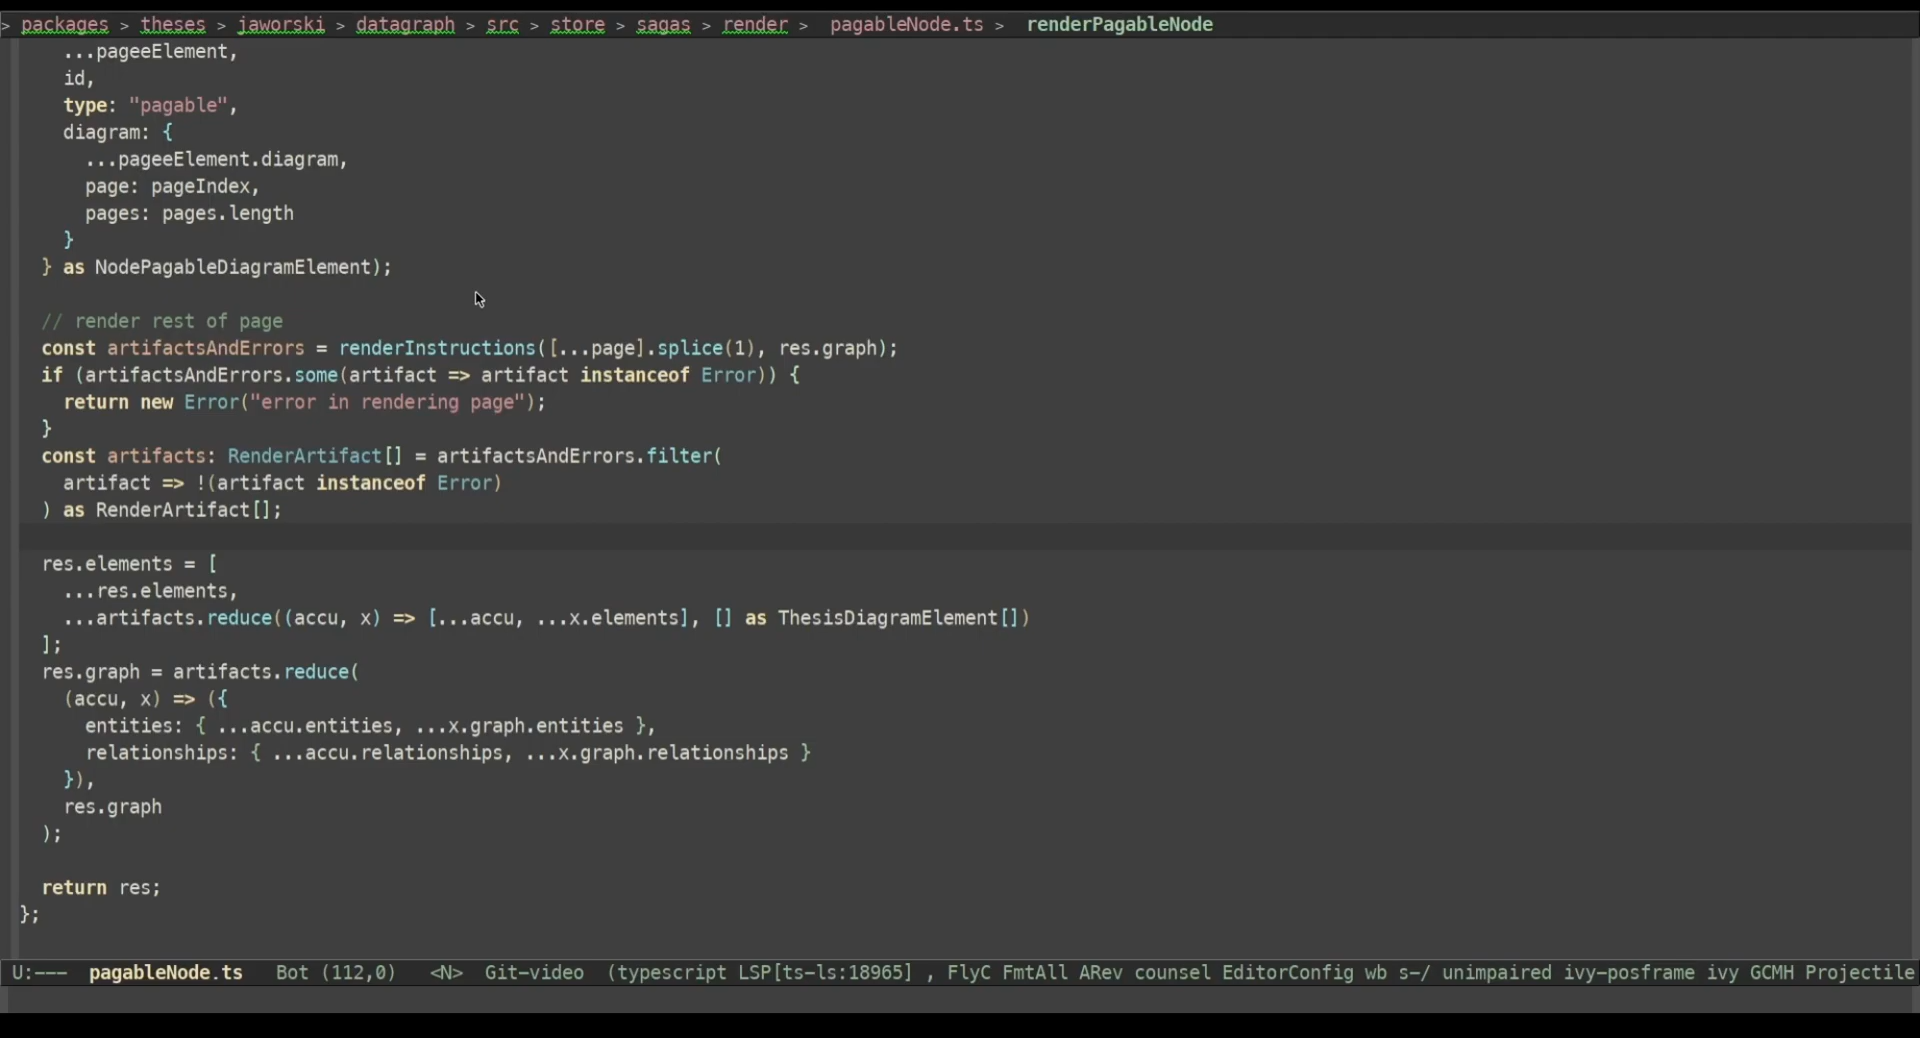 > packages > theses > jaworski > datagraph > src > store > sagas > render > pagableNode.ts > renderPagableNode
...pageeElement,
id,
type: "pagable",
diagram: {
...pageeElement.diagram,
page: pageIndex,
pages: pages.length
}
} as NodePagableDiagramElement);
// render rest of page
const artifactsAndErrors = renderInstructions([...page].splice(1), res.graph);
if (artifactsAndErrors.some(artifact => artifact instanceof Error)) {
return new Error("error in rendering page");
}
const artifacts: RenderArtifact[] = artifactsAndErrors.filter(
artifact => !(artifact instanceof Error)
) as RenderArtifact[];
res.elements = [
...res.elements,
...artifacts.reduce((accu, x) => [...accu, ...x.elements], [] as ThesisDiagramElement[])
];
res.graph = artifacts.reduce(
(accu, x) => ({
entities: { ...accu.entities, ...x.graph.entities },
relationships: { ...accu.relationships, ...x.graph.relationships }
}),
res.graph
);
return res;
};
U:--- pagableNode.ts Bot (112,0) <N> Git-video (typescript LSP[ts-ls:18965] , FlyC FmtAll ARev counsel EditorConfig wb s-/ unimpaired ivy-posframe ivy GCMH Projectile